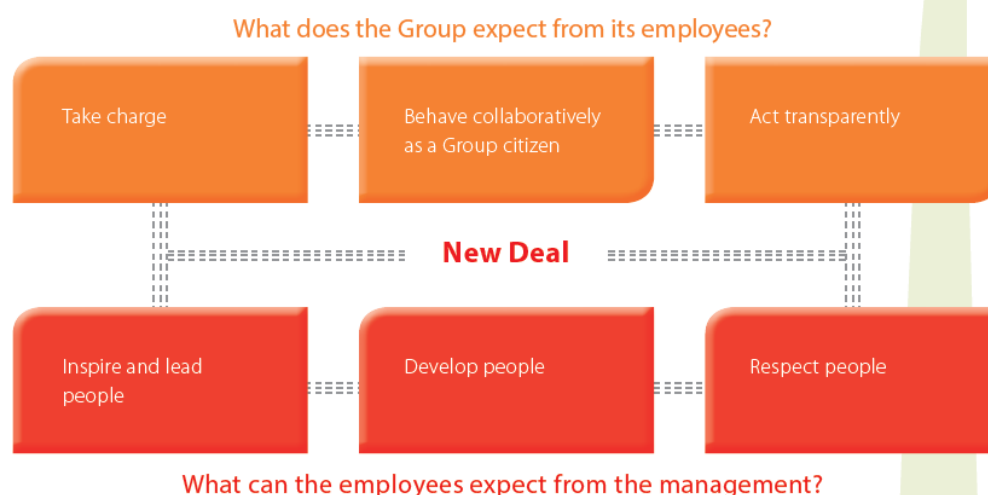 What does the Group expect from its employees?
Take charge
Behave collaboratively
as a Group citizen
Act transparently
New Deal
Inspire and lead
people
Develop people
Respect people
What can the employees expect from the management?